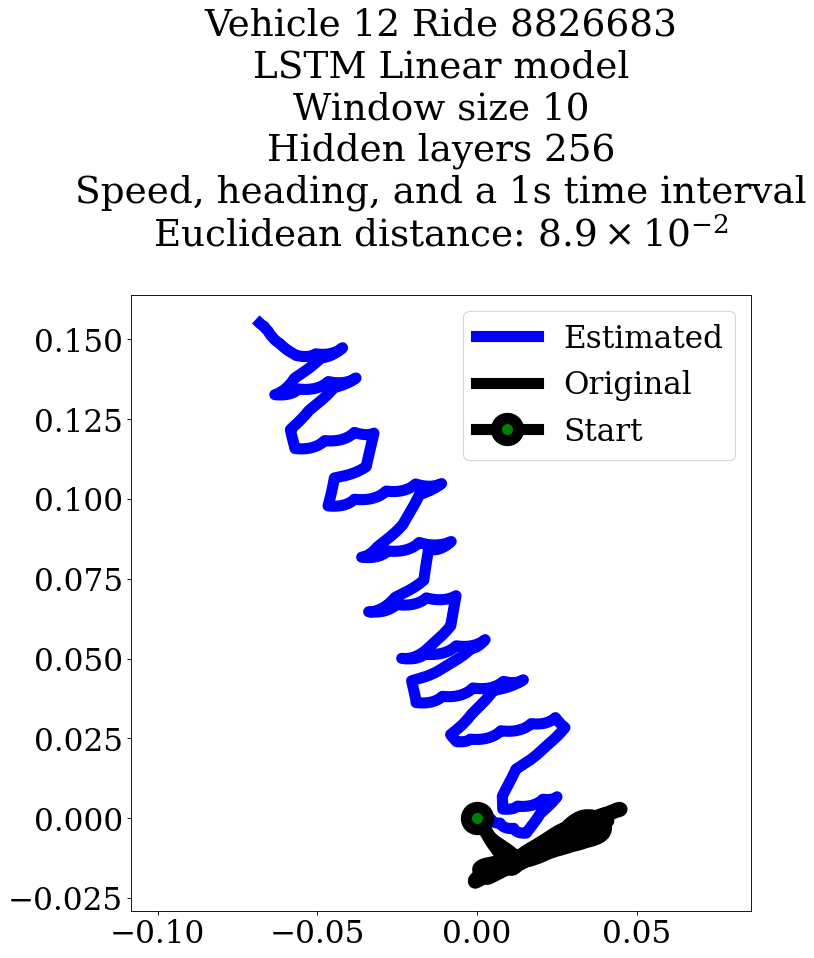 Vehicle 12 Ride 8826683
LSTM Linear model
Window size 10
Hidden layers 256
Speed, heading, and a 1s time interval
Euclidean distance: 8.9 × 10⁻²
Estimated
Original
Start
0.150
0.125
0.100
0.075
0.050
0.025
0.000
−0.025
−0.10 −0.05 0.00 0.05